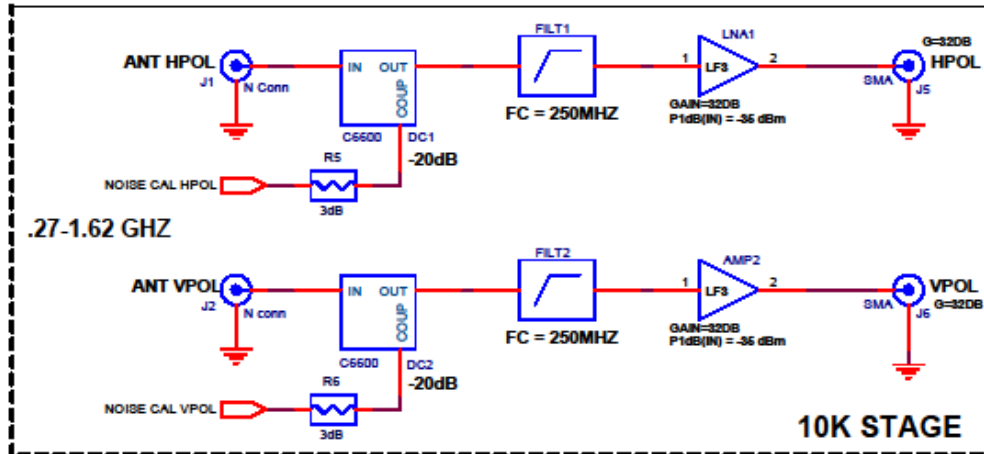 FILT1
LNA1
G=32DB
ANT HPOL
J1
N Conn
IN OUT
COUP
1
LF3
2
HPOL
SMA
J5
FC = 250MHZ
GAIN=32DB
P1dB(IN) = -35 dBm
C6600
DC1
-20dB
R5
NOISE CAL HPOL
3dB
.27-1.62 GHZ
FILT2
AMP2
ANT VPOL
J2
N conn
IN OUT
COUP
1
LF3
2
VPOL
SMA
J6
G=32DB
FC = 250MHZ
GAIN=32DB
P1dB(IN) = -35 dBm
C6600
DC2
-20dB
R6
NOISE CAL VPOL
3dB
10K STAGE